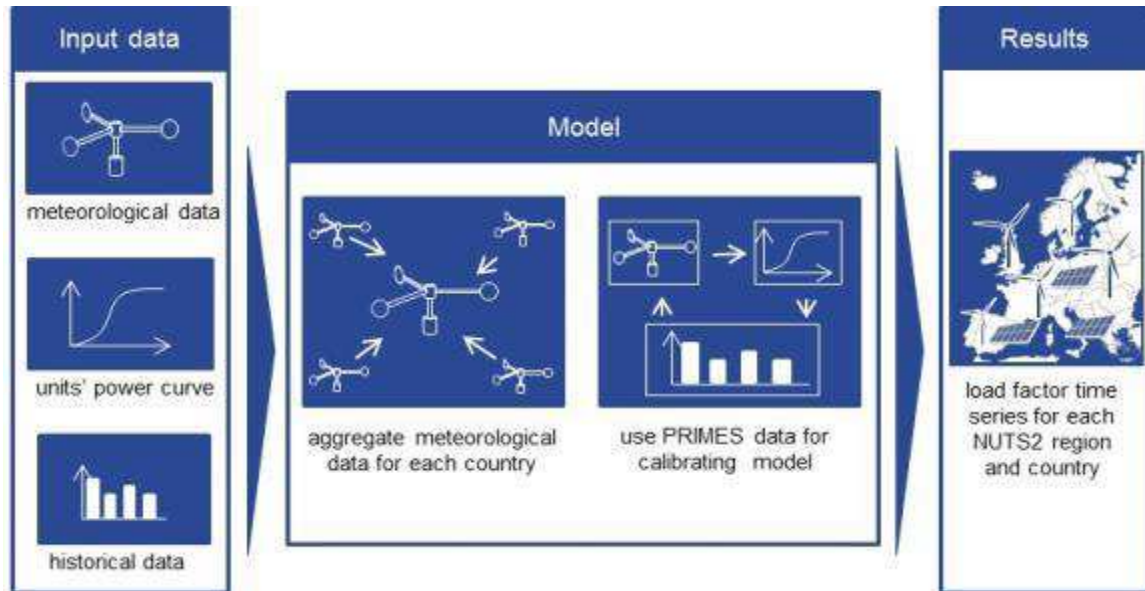 Input data
meteorological data
units' power curve
historical data
Model
aggregate meteorological
data for each country
use PRIMES data for
calibrating model
Results
load factor time
series for each
NUTS2 region
and country